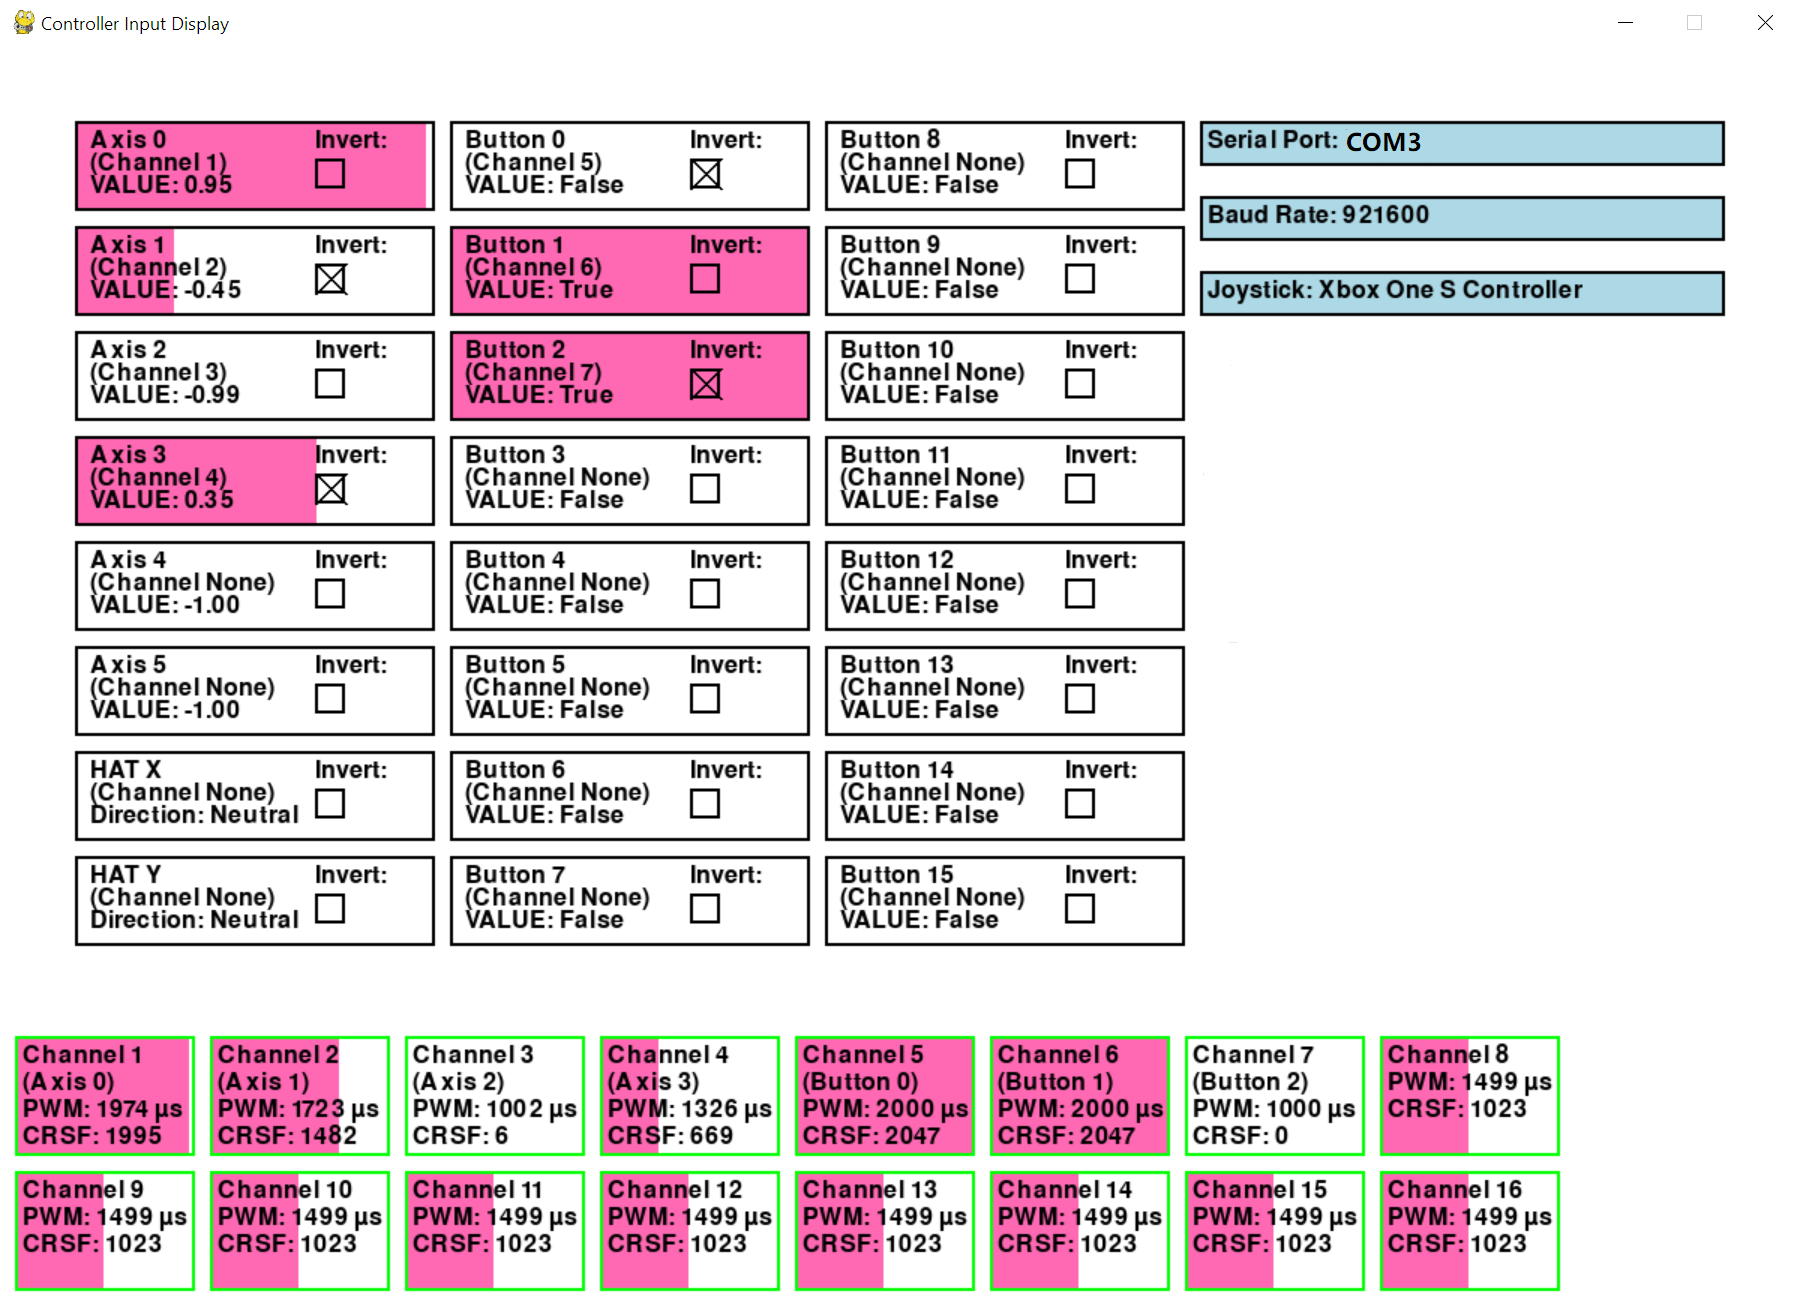 Controller Input Display
Axis 0 Invert:
(Channel 1)
VALUE: 0.95
Axis 1 Invert:
(Channel 2)
VALUE: -0.45
Axis 2 Invert:
(Channel 3)
VALUE: -0.99
Axis 3 Invert:
(Channel 4)
VALUE: 0.35
Axis 4 Invert:
(Channel None)
VALUE: -1.00
Axis 5 Invert:
(Channel None)
VALUE: -1.00
HAT X Invert:
(Channel None)
Direction: Neutral
HAT Y Invert:
(Channel None)
Direction: Neutral
Button 0 Invert:
(Channel 5)
VALUE: False
Button 1 Invert:
(Channel 6)
VALUE: True
Button 2 Invert:
(Channel 7)
VALUE: True
Button 3 Invert:
(Channel None)
VALUE: False
Button 4 Invert:
(Channel None)
VALUE: False
Button 5 Invert:
(Channel None)
VALUE: False
Button 6 Invert:
(Channel None)
VALUE: False
Button 7 Invert:
(Channel None)
VALUE: False
Button 8 Invert:
(Channel None)
VALUE: False
Button 9 Invert:
(Channel None)
VALUE: False
Button 10 Invert:
(Channel None)
VALUE: False
Button 11 Invert:
(Channel None)
VALUE: False
Button 12 Invert:
(Channel None)
VALUE: False
Button 13 Invert:
(Channel None)
VALUE: False
Button 14 Invert:
(Channel None)
VALUE: False
Button 15 Invert:
(Channel None)
VALUE: False
Serial Port: COM3
Baud Rate: 921600
Joystick: Xbox One S Controller
Channel 1
(Axis 0)
PWM: 1974 µs
CRSF: 1995
Channel 2
(Axis 1)
PWM: 1723 µs
CRSF: 1482
Channel 3
(Axis 2)
PWM: 1002 µs
CRSF: 6
Channel 4
(Axis 3)
PWM: 1326 µs
CRSF: 669
Channel 5
(Button 0)
PWM: 2000 µs
CRSF: 2047
Channel 6
(Button 1)
PWM: 2000 µs
CRSF: 2047
Channel 7
(Button 2)
PWM: 1000 µs
CRSF: 0
Channel 8
PWM: 1499 µs
CRSF: 1023
Channel 9
PWM: 1499 µs
CRSF: 1023
Channel 10
PWM: 1499 µs
CRSF: 1023
Channel 11
PWM: 1499 µs
CRSF: 1023
Channel 12
PWM: 1499 µs
CRSF: 1023
Channel 13
PWM: 1499 µs
CRSF: 1023
Channel 14
PWM: 1499 µs
CRSF: 1023
Channel 15
PWM: 1499 µs
CRSF: 1023
Channel 16
PWM: 1499 µs
CRSF: 1023